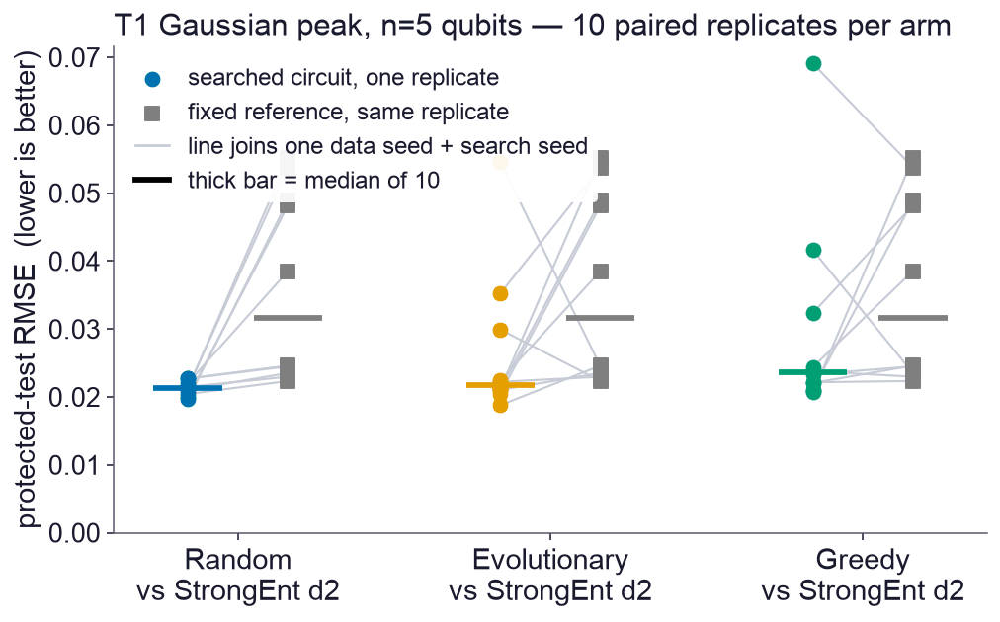 T1 Gaussian peak, n=5 qubits — 10 paired replicates per arm
protected-test RMSE (lower is better)
0.07
0.06
0.05
0.04
0.03
0.02
0.01
0.00
searched circuit, one replicate
fixed reference, same replicate
line joins one data seed + search seed
thick bar = median of 10
Random
vs StrongEnt d2
Evolutionary
vs StrongEnt d2
Greedy
vs StrongEnt d2